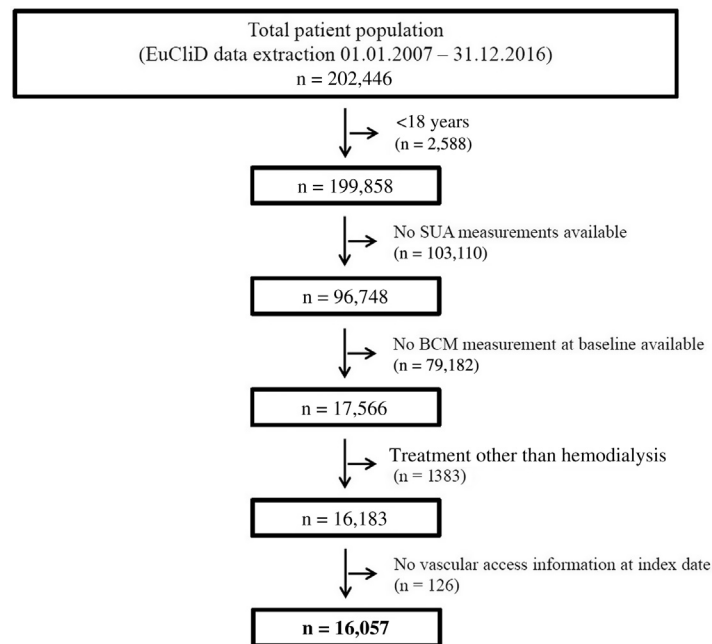 Total patient population
(EuCliD data extraction 01.01.2007 – 31.12.2016)
n = 202,446
<18 years
(n = 2,588)
n = 199,858
No SUA measurements available
(n = 103,110)
n = 96,748
No BCM measurement at baseline available
(n = 79,182)
n = 17,566
Treatment other than hemodialysis
(n = 1383)
n = 16,183
No vascular access information at index date
(n = 126)
n = 16,057